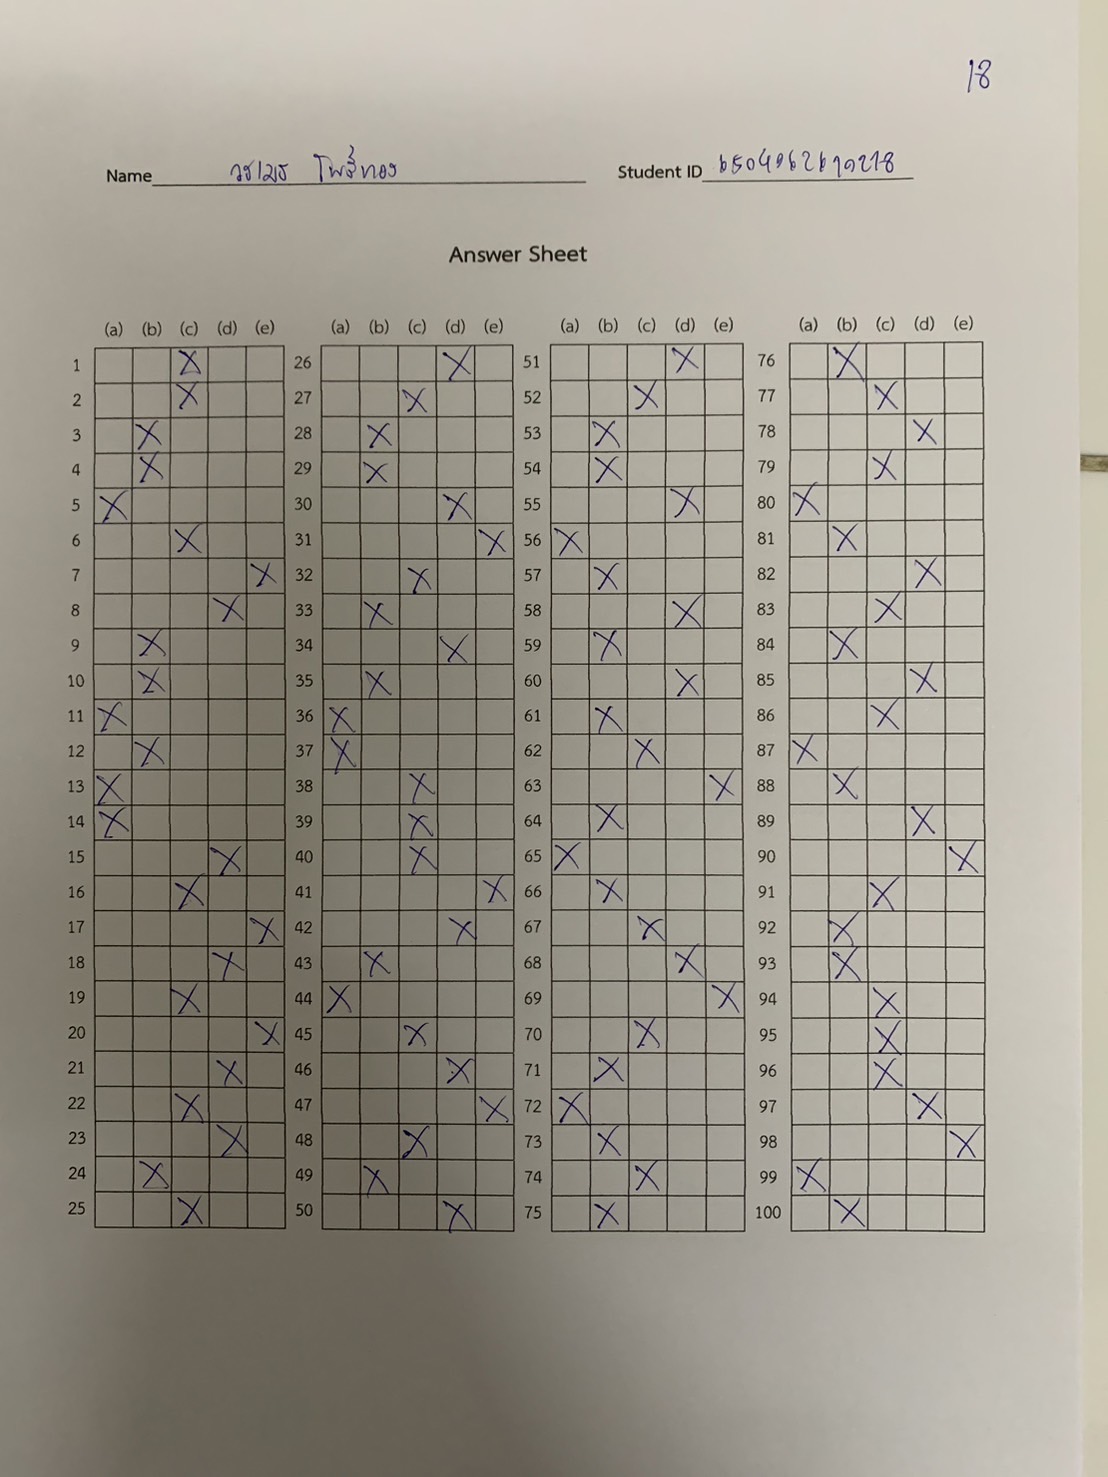 18
Name วชเมธ โพธิ์ทอง Student ID
Answer Sheet
(a) (b) (c) (d) (e) (a) (b) (c) (d) (e) (a) (b) (c) (d) (e) (a) (b) (c) (d) (e)
1 26 51 76
2 27 52 77
3 28 53 78
4 29 54 79
5 30 55 80
6 31 56 81
7 32 57 82
8 33 58 83
9 34 59 84
10 35 60 85
11 36 61 86
12 37 62 87
13 38 63 88
14 39 64 89
15 40 65 90
16 41 66 91
17 42 67 92
18 43 68 93
19 44 69 94
20 45 70 95
21 46 71 96
22 47 72 97
23 48 73 98
24 49 74 99
25 50 75 100